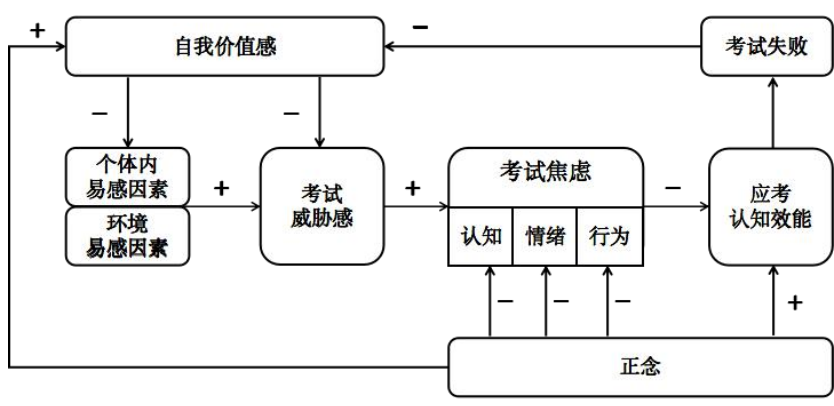 +
自我价值感
−
考试失败
−
−
个体内
易感因素
环境
易感因素
+
考试
威胁感
+
考试焦虑
认知
情绪
行为
−
应考
认知效能
−
−
−
+
正念